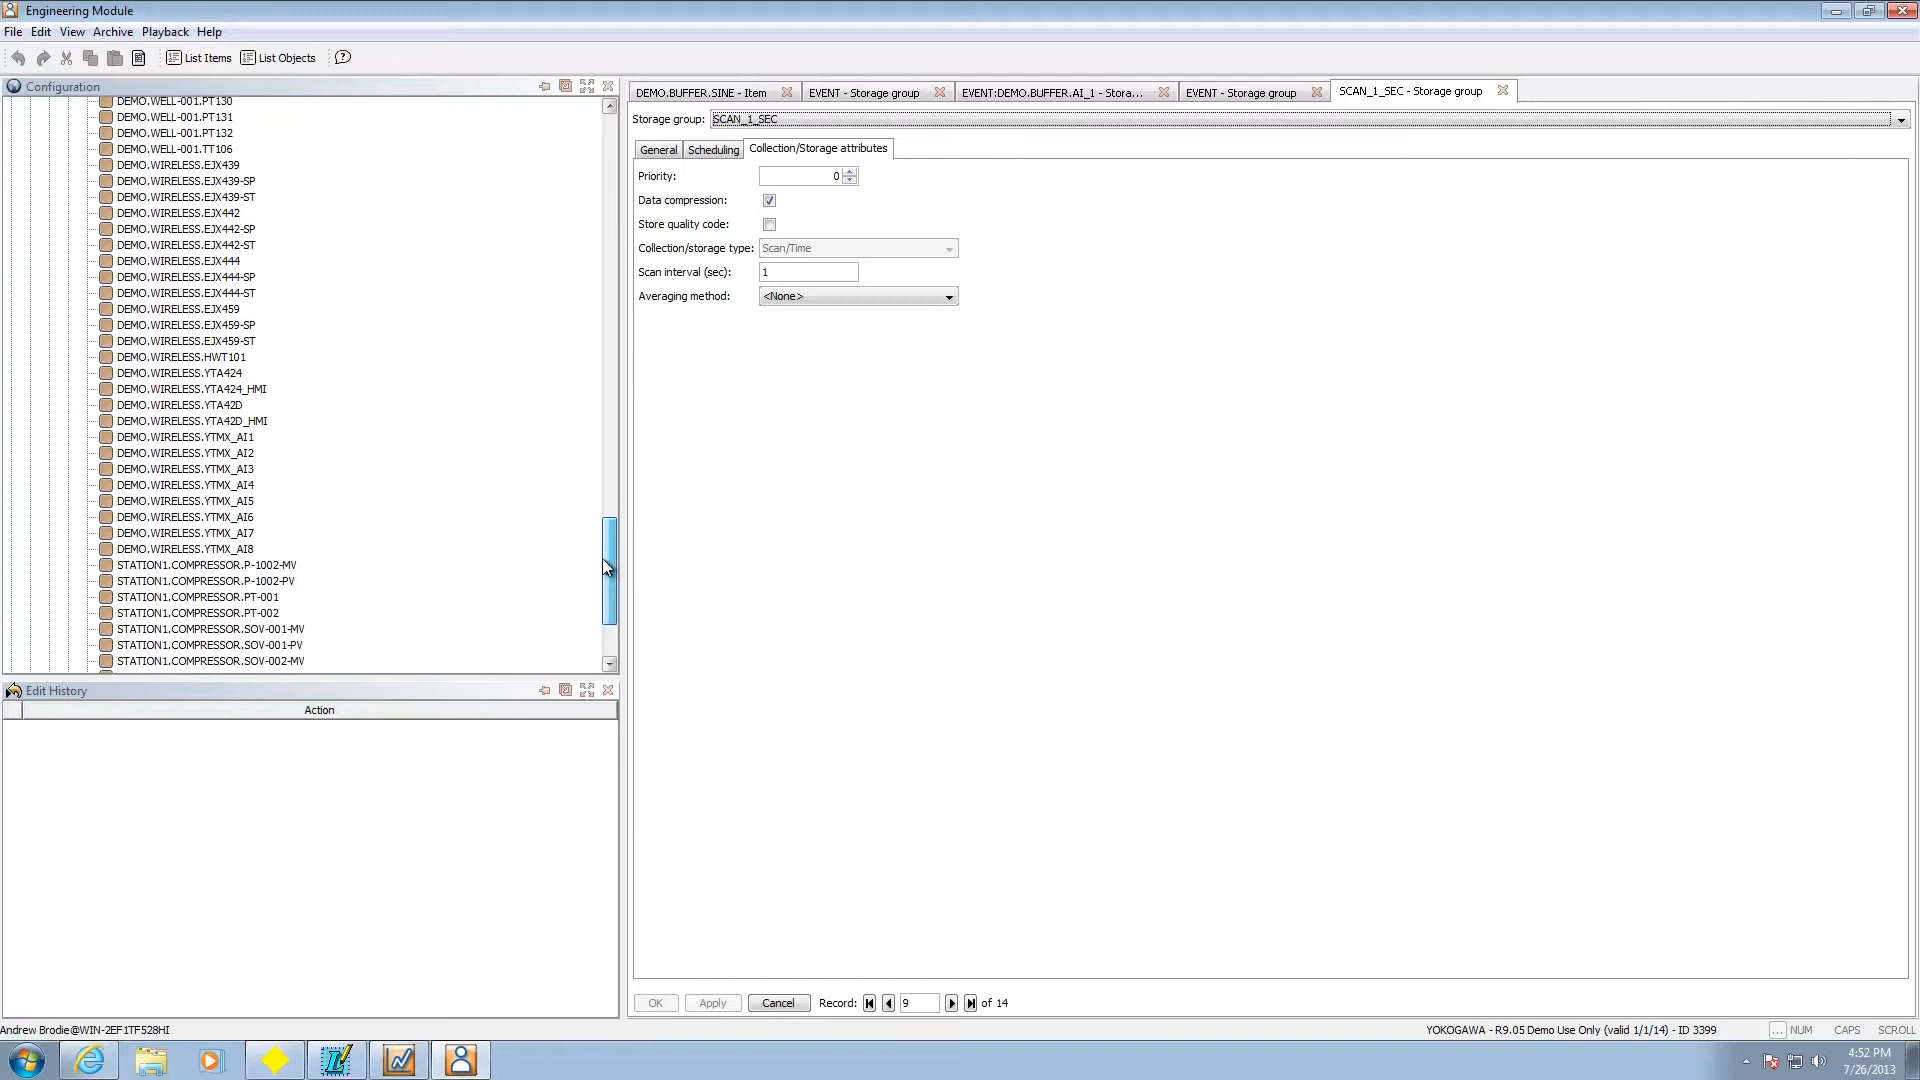 Engineering Module
File Edit View Archive Playback Help
List Items List Objects
Configuration
DEMO.WELL-001.PT130
DEMO.WELL-001.PT131
DEMO.WELL-001.PT132
DEMO.WELL-001.TT106
DEMO.WIRELESS.EJX439
DEMO.WIRELESS.EJX439-SP
DEMO.WIRELESS.EJX439-ST
DEMO.WIRELESS.EJX442
DEMO.WIRELESS.EJX442-SP
DEMO.WIRELESS.EJX442-ST
DEMO.WIRELESS.EJX444
DEMO.WIRELESS.EJX444-SP
DEMO.WIRELESS.EJX444-ST
DEMO.WIRELESS.EJX459
DEMO.WIRELESS.EJX459-SP
DEMO.WIRELESS.EJX459-ST
DEMO.WIRELESS.HWT101
DEMO.WIRELESS.YTA424
DEMO.WIRELESS.YTA424_HMI
DEMO.WIRELESS.YTA42D
DEMO.WIRELESS.YTA42D_HMI
DEMO.WIRELESS.YTMX_AI1
DEMO.WIRELESS.YTMX_AI2
DEMO.WIRELESS.YTMX_AI3
DEMO.WIRELESS.YTMX_AI4
DEMO.WIRELESS.YTMX_AI5
DEMO.WIRELESS.YTMX_AI6
DEMO.WIRELESS.YTMX_AI7
DEMO.WIRELESS.YTMX_AI8
STATION1.COMPRESSOR.P-1002-MV
STATION1.COMPRESSOR.P-1002-PV
STATION1.COMPRESSOR.PT-001
STATION1.COMPRESSOR.PT-002
STATION1.COMPRESSOR.SOV-001-MV
STATION1.COMPRESSOR.SOV-001-PV
STATION1.COMPRESSOR.SOV-002-MV
Edit History
Action
DEMO.BUFFER.SINE - Item EVENT - Storage group EVENT:DEMO.BUFFER.AI_1 - Stora... EVENT - Storage group SCAN_1_SEC - Storage group
Storage group: SCAN_1_SEC
General Scheduling Collection/Storage attributes
Priority: 0
Data compression:
Store quality code:
Collection/storage type: Scan/Time
Scan interval (sec): 1
Averaging method: <None>
OK Apply Cancel Record: 9 of 14
Andrew Brodie@WIN-2EF1TF528HI YOKOGAWA - R9.05 Demo Use Only (valid 1/1/14) - ID 3399 ... NUM CAPS SCROLL
4:52 PM
7/26/2013